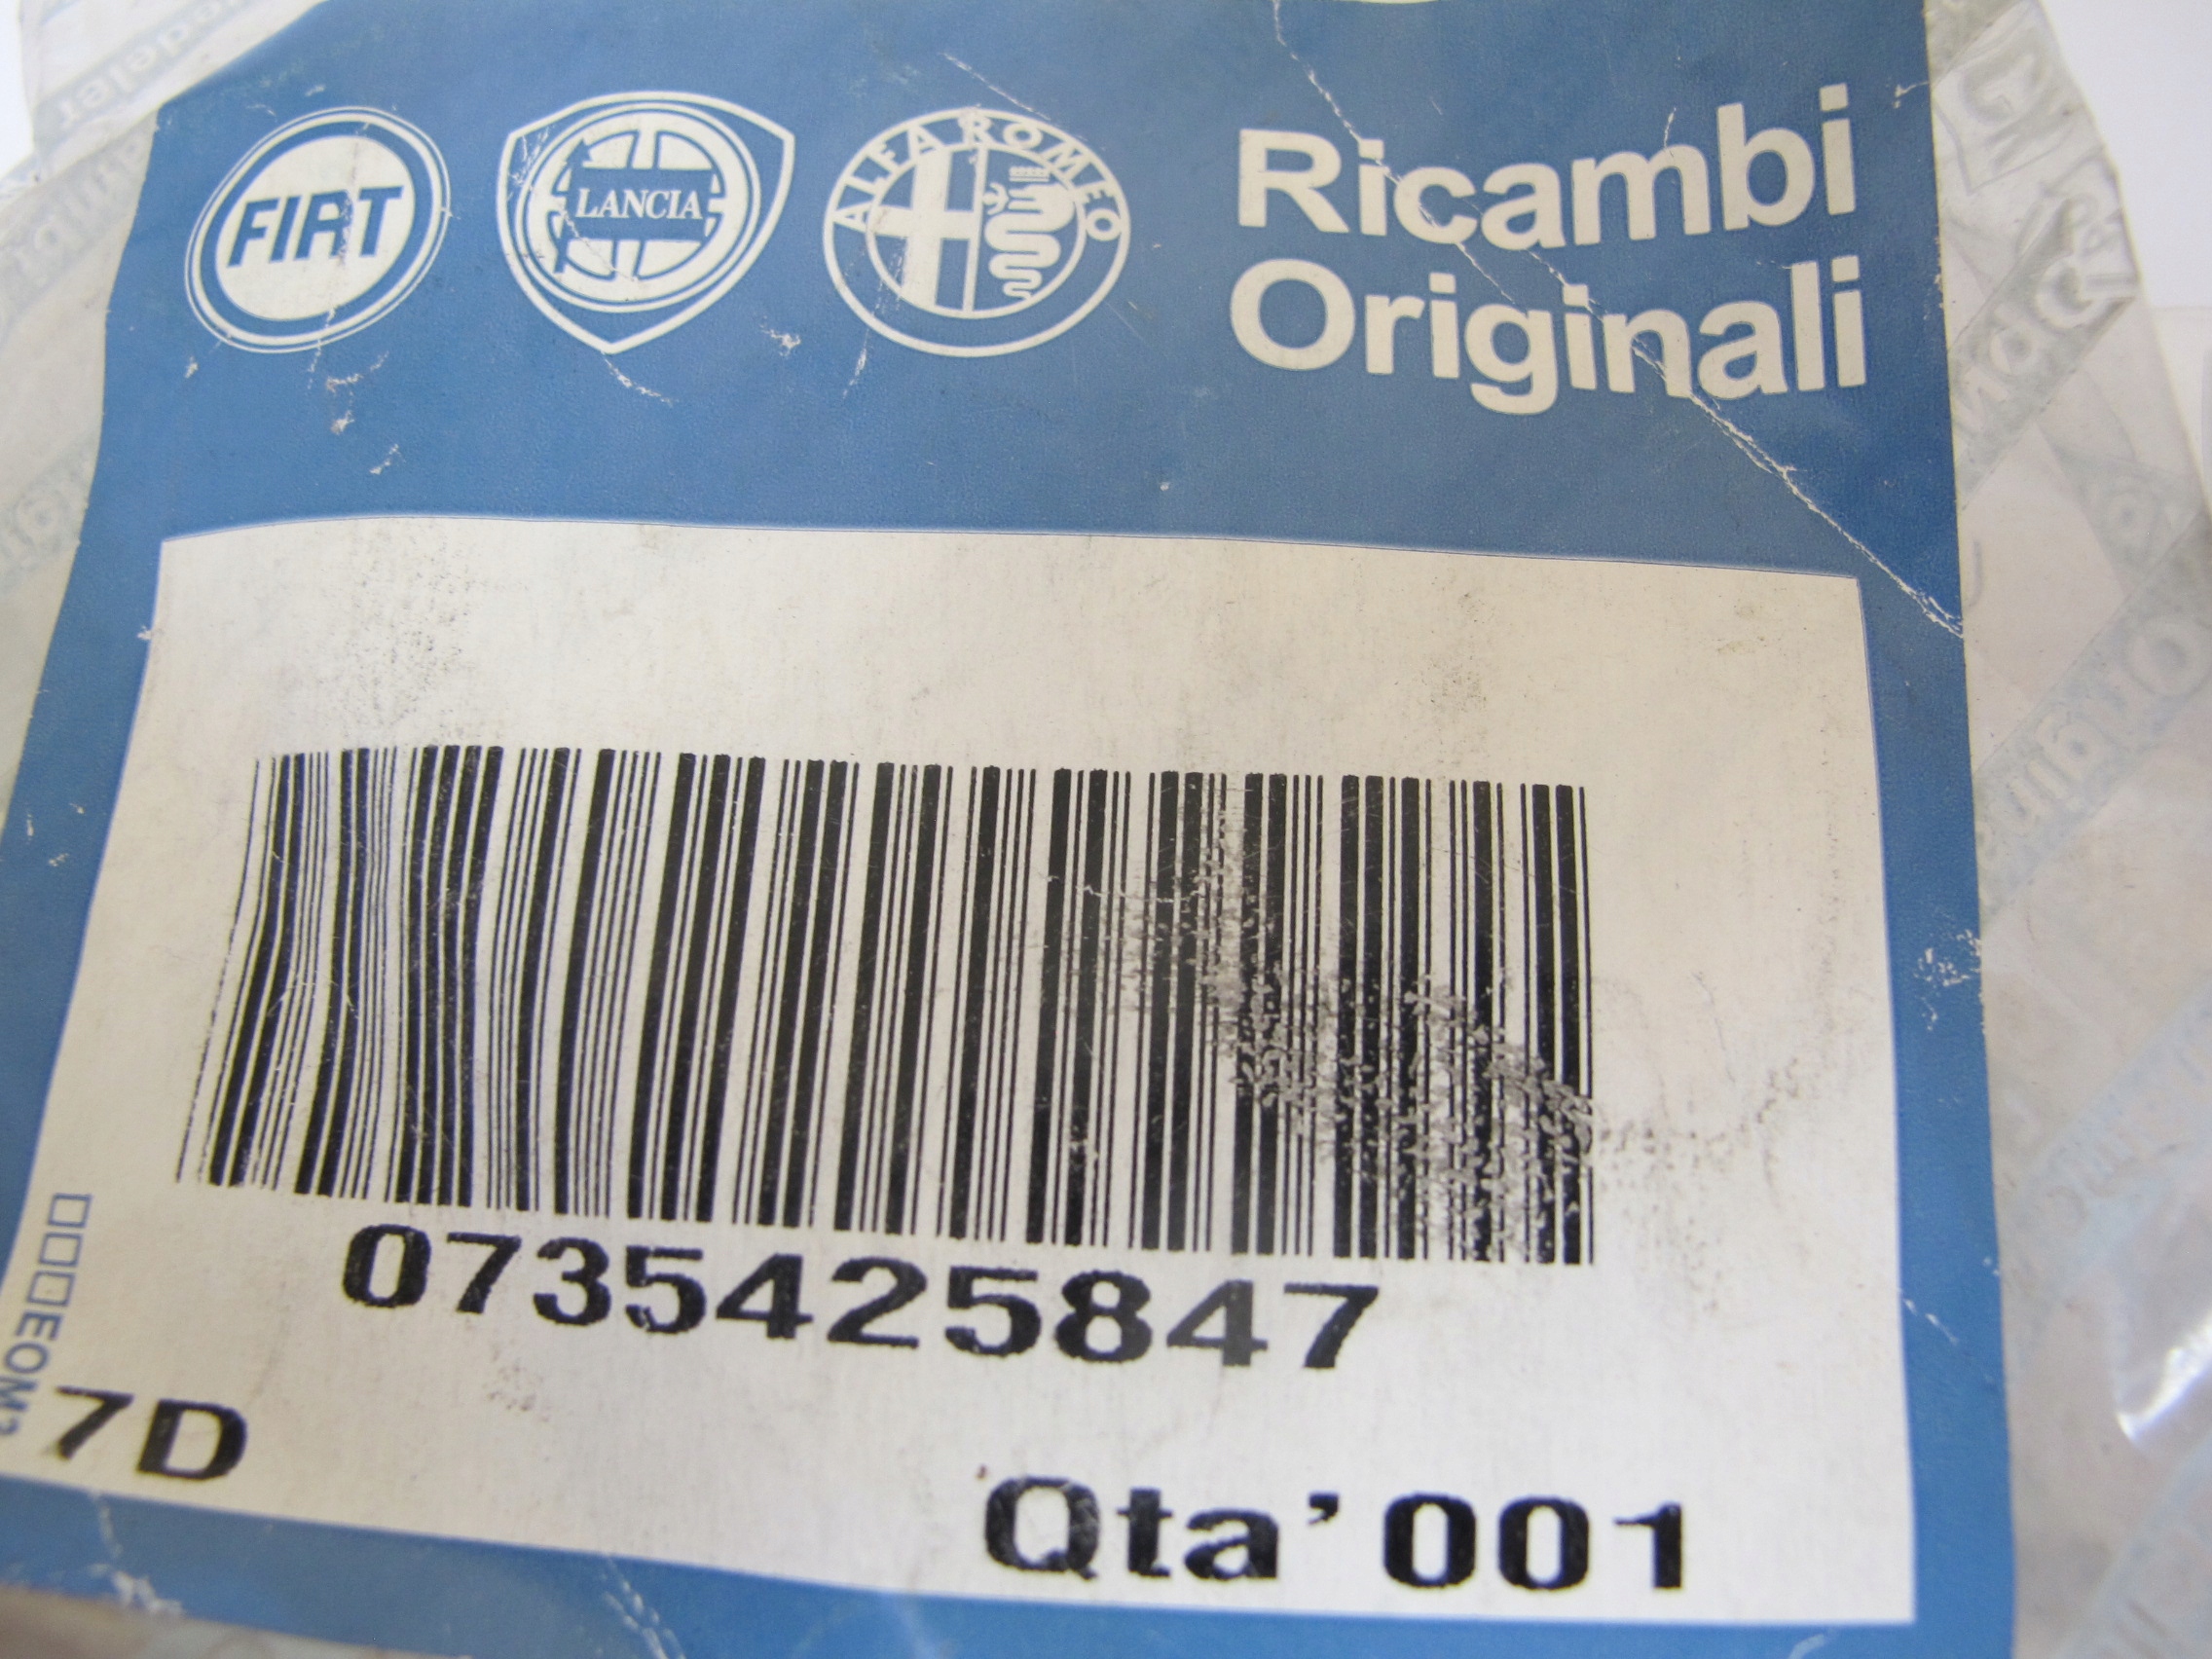 FIAT
LANCIA
ALFA ROMEO
Ricambi
Originali
0735425847
7D
Qta'001